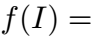 f(I) =